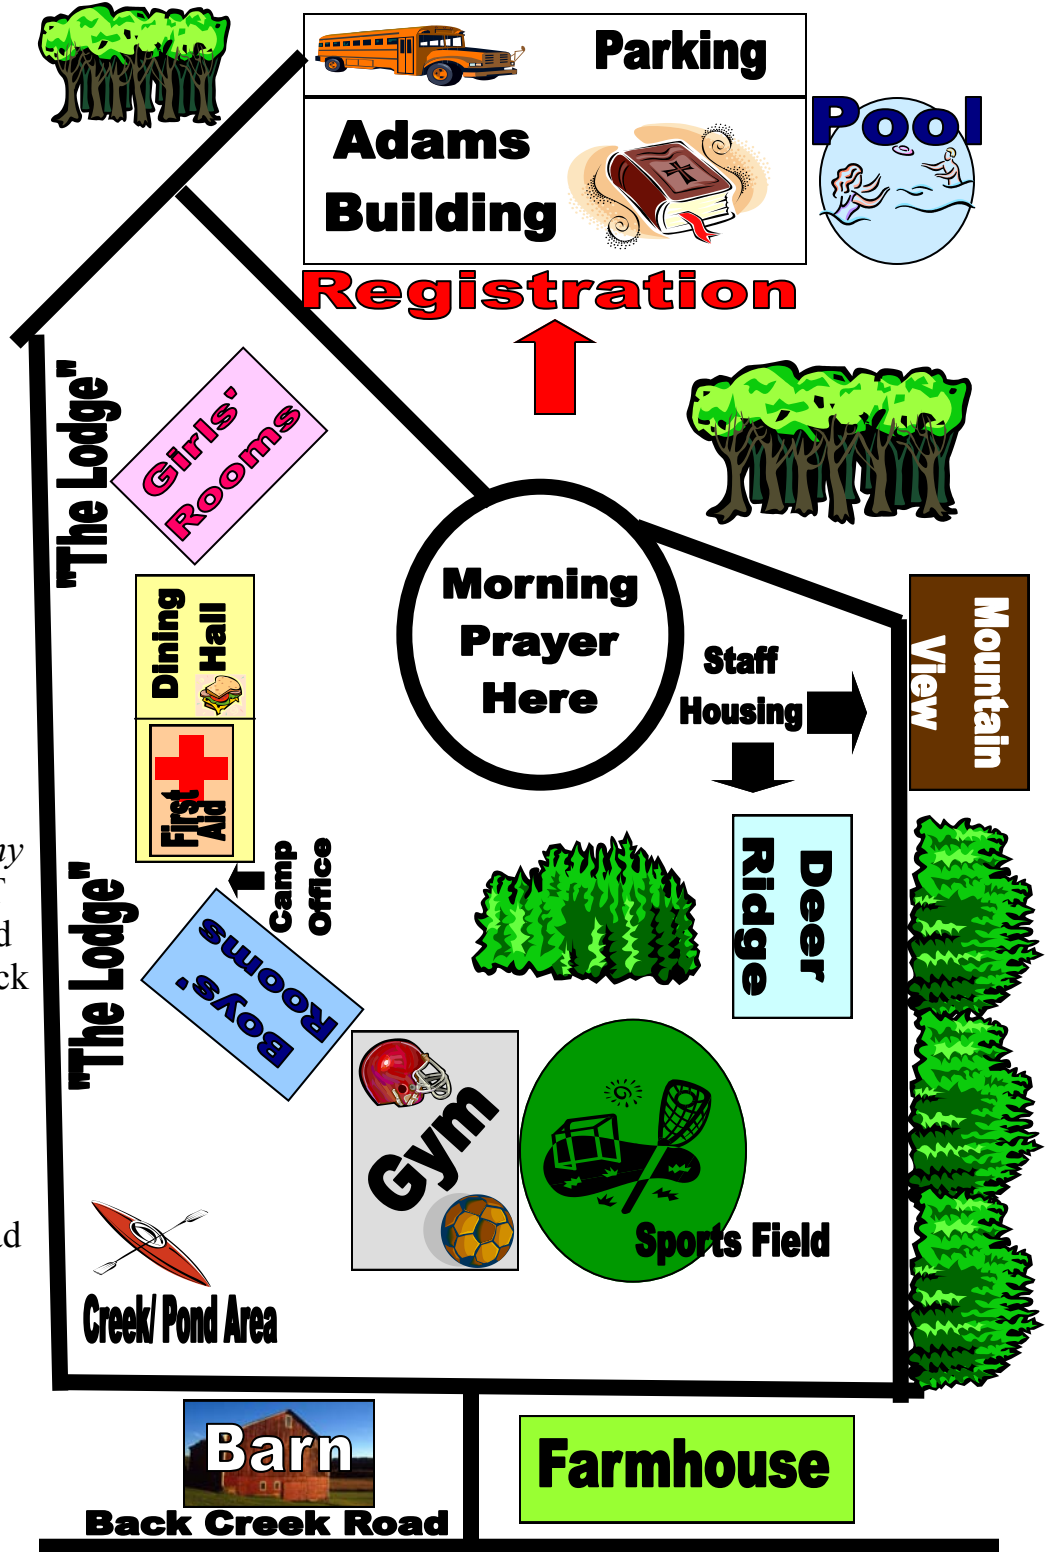 Parking
Adams
Building
Pool
Registration
"The Lodge"
Girls'
Rooms
Morning
Prayer
Here
Dining
Hall
First
Aid
Staff
Housing
Mountain
View
Camp
Office
Deer
Ridge
"The Lodge"
Boys'
Rooms
Gym
Sports Field
Creek/ Pond Area
Barn
Farmhouse
Back Creek Road